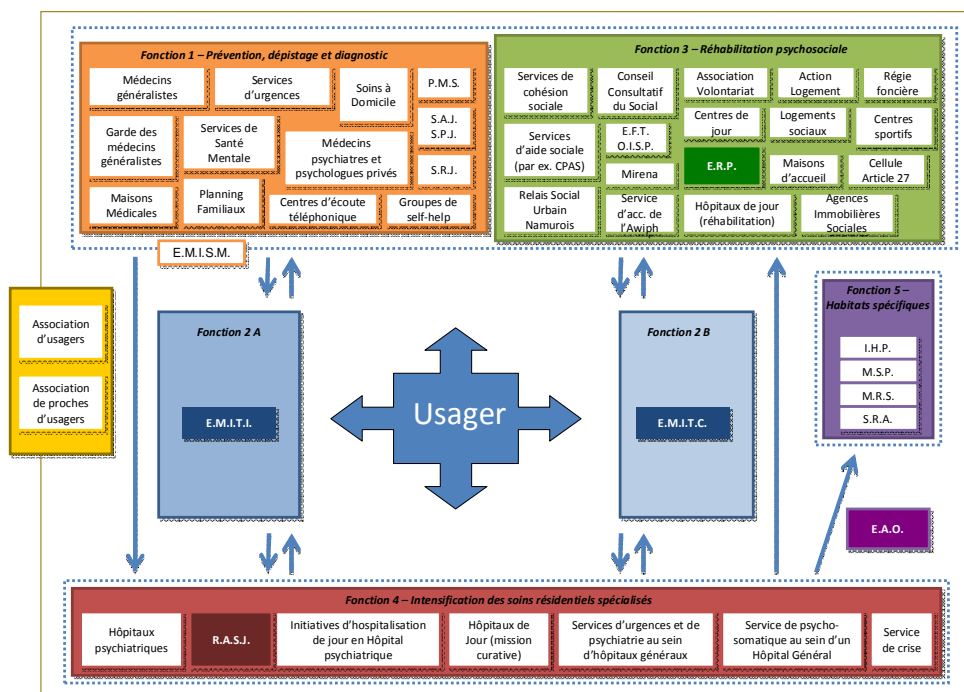 Fonction 1 – Prévention, dépistage et diagnostic
Médecins
généralistes
Services
d'urgences
Soins à
Domicile
P.M.S.
Garde des
médecins
généralistes
Services de
Santé
Mentale
Médecins
psychiatres et
psychologues privés
S.A.J.
S.P.J.
S.R.J.
Maisons
Médicales
Planning
Familiaux
Centres d'écoute
téléphonique
Groupes de
self-help
E.M.I.S.M.
Fonction 3 – Réhabilitation psychosociale
Services de
cohésion
sociale
Conseil
Consultatif
du Social
Association
Volontariat
Action
Logement
Régie
foncière
Services
d'aide sociale
(par ex. CPAS)
E.F.T.
O.I.S.P.
Centres de
jour
Logements
sociaux
Centres
sportifs
Mirena
E.R.P.
Maisons
d'accueil
Cellule
Article 27
Relais Social
Urbain
Namurois
Service
d'acc. de
l'Awiph
Hôpitaux de jour
(réhabilitation)
Agences
Immobilières
Sociales
Association
d'usagers
Association
de proches
d'usagers
Fonction 2 A
E.M.I.T.I.
Usager
Fonction 2 B
E.M.I.T.C.
Fonction 5 –
Habitats spécifiques
I.H.P.
M.S.P.
M.R.S.
S.R.A.
E.A.O.
Fonction 4 – Intensification des soins résidentiels spécialisés
Hôpitaux
psychiatriques
R.A.S.J.
Initiatives d'hospitalisation
de jour en Hôpital
psychiatrique
Hôpitaux de
Jour (mission
curative)
Services d'urgences et de
psychiatrie au sein
d'hôpitaux généraux
Service de psycho-
somatique au sein d'un
Hôpital Général
Service
de crise